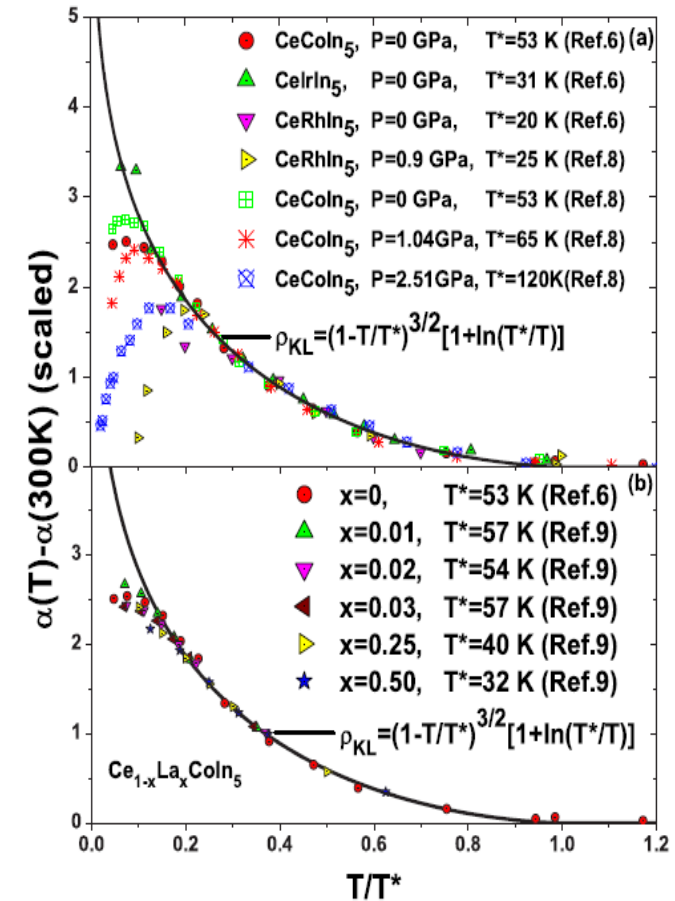 (a)
CeCoIn5, P=0 GPa, T*=53 K (Ref.6)
CeIrIn5, P=0 GPa, T*=31 K (Ref.6)
CeRhIn5, P=0 GPa, T*=20 K (Ref.6)
CeRhIn5, P=0.9 GPa, T*=25 K (Ref.8)
CeCoIn5, P=0 GPa, T*=53 K (Ref.8)
CeCoIn5, P=1.04GPa, T*=65 K (Ref.8)
CeCoIn5, P=2.51GPa, T*=120K(Ref.8)
ρKL=(1-T/T*)3/2[1+ln(T*/T)]
5
4
3
2
1
0
α(T)-α(300K) (scaled)
(b)
x=0, T*=53 K (Ref.6)
x=0.01, T*=57 K (Ref.9)
x=0.02, T*=54 K (Ref.9)
x=0.03, T*=57 K (Ref.9)
x=0.25, T*=40 K (Ref.9)
x=0.50, T*=32 K (Ref.9)
ρKL=(1-T/T*)3/2[1+ln(T*/T)]
Ce1-xLaxCoIn5
3
2
1
0
0.0 0.2 0.4 0.6 0.8 1.0 1.2
T/T*